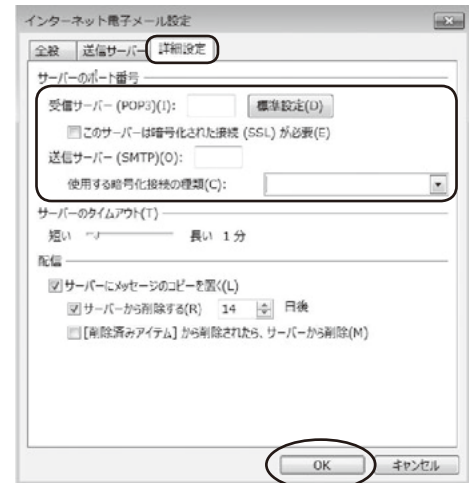 インターネット電子メール設定
全般 送信サーバー 詳細設定
サーバーのポート番号
受信サーバー (POP3)(I): 標準設定(D)
このサーバーは暗号化された接続 (SSL) が必要(E)
送信サーバー (SMTP)(O):
使用する暗号化接続の種類(C):
サーバーのタイムアウト(T)
短い 長い 1 分
配信
サーバーにメッセージのコピーを置く(L)
サーバーから削除する(R) 14 日後
[削除済みアイテム] から削除されたら、サーバーから削除(M)
OK キャンセル